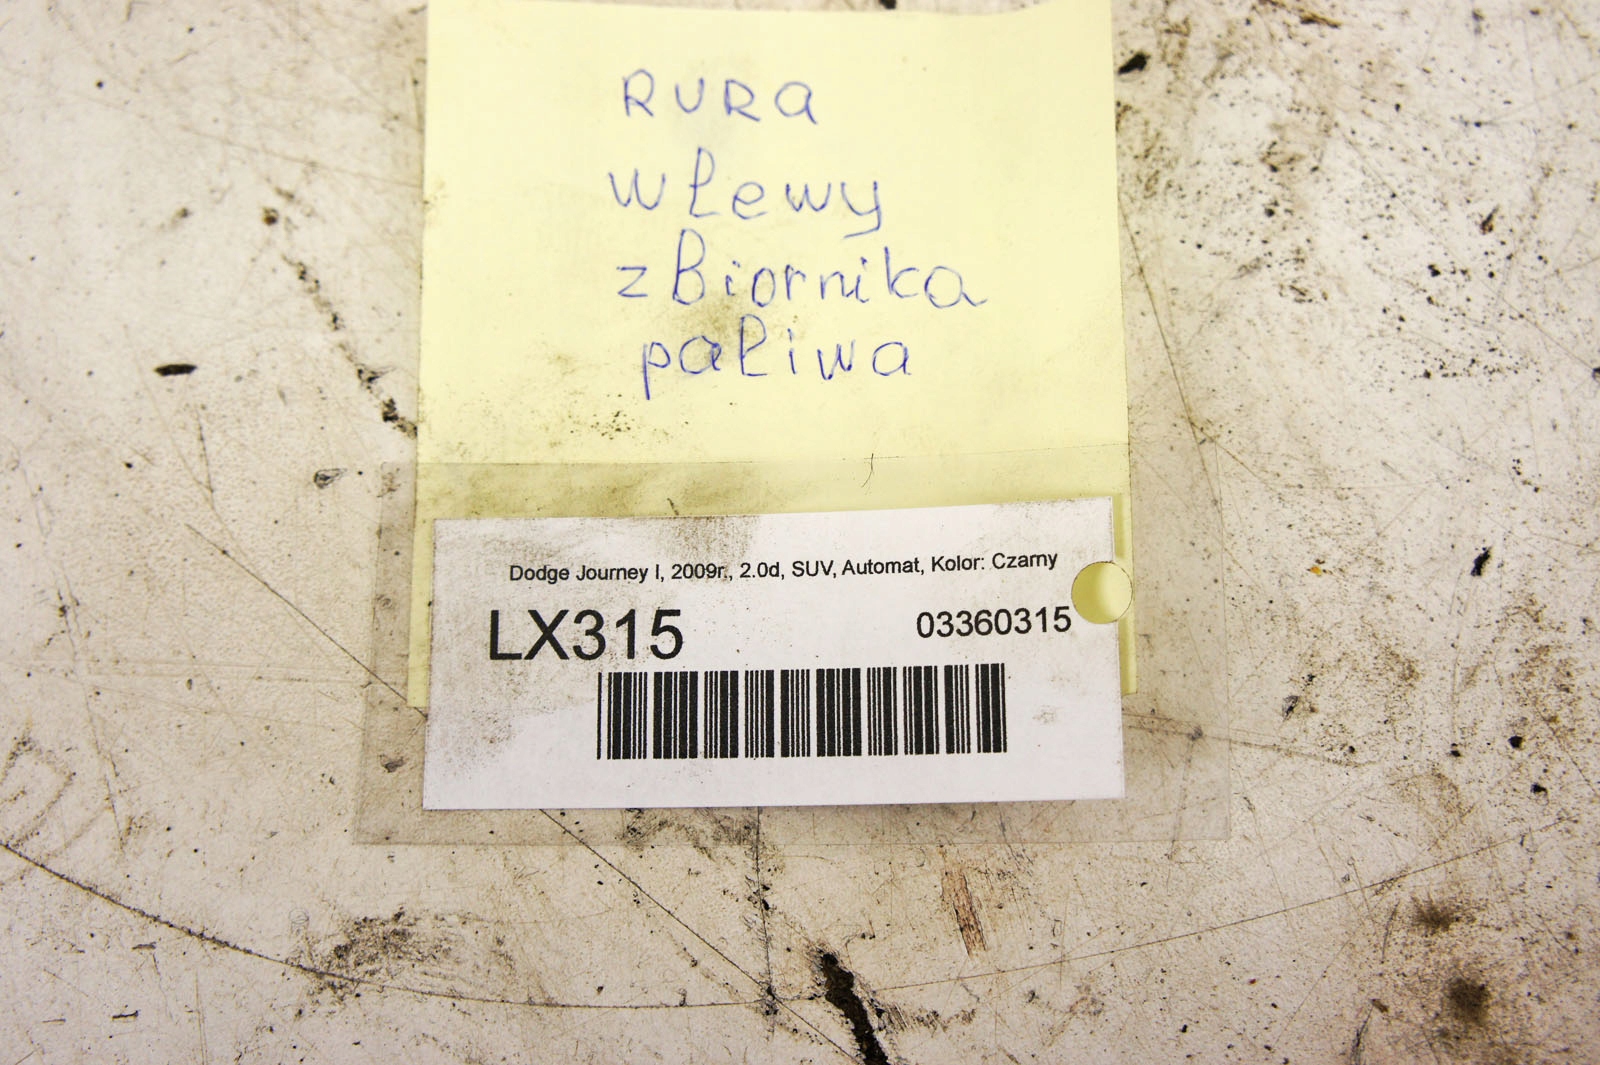 RURA
wlewy
zbiornika
paliwa
Dodge Journey I, 2009r., 2.0d, SUV, Automat, Kolor: Czarny
LX315
03360315